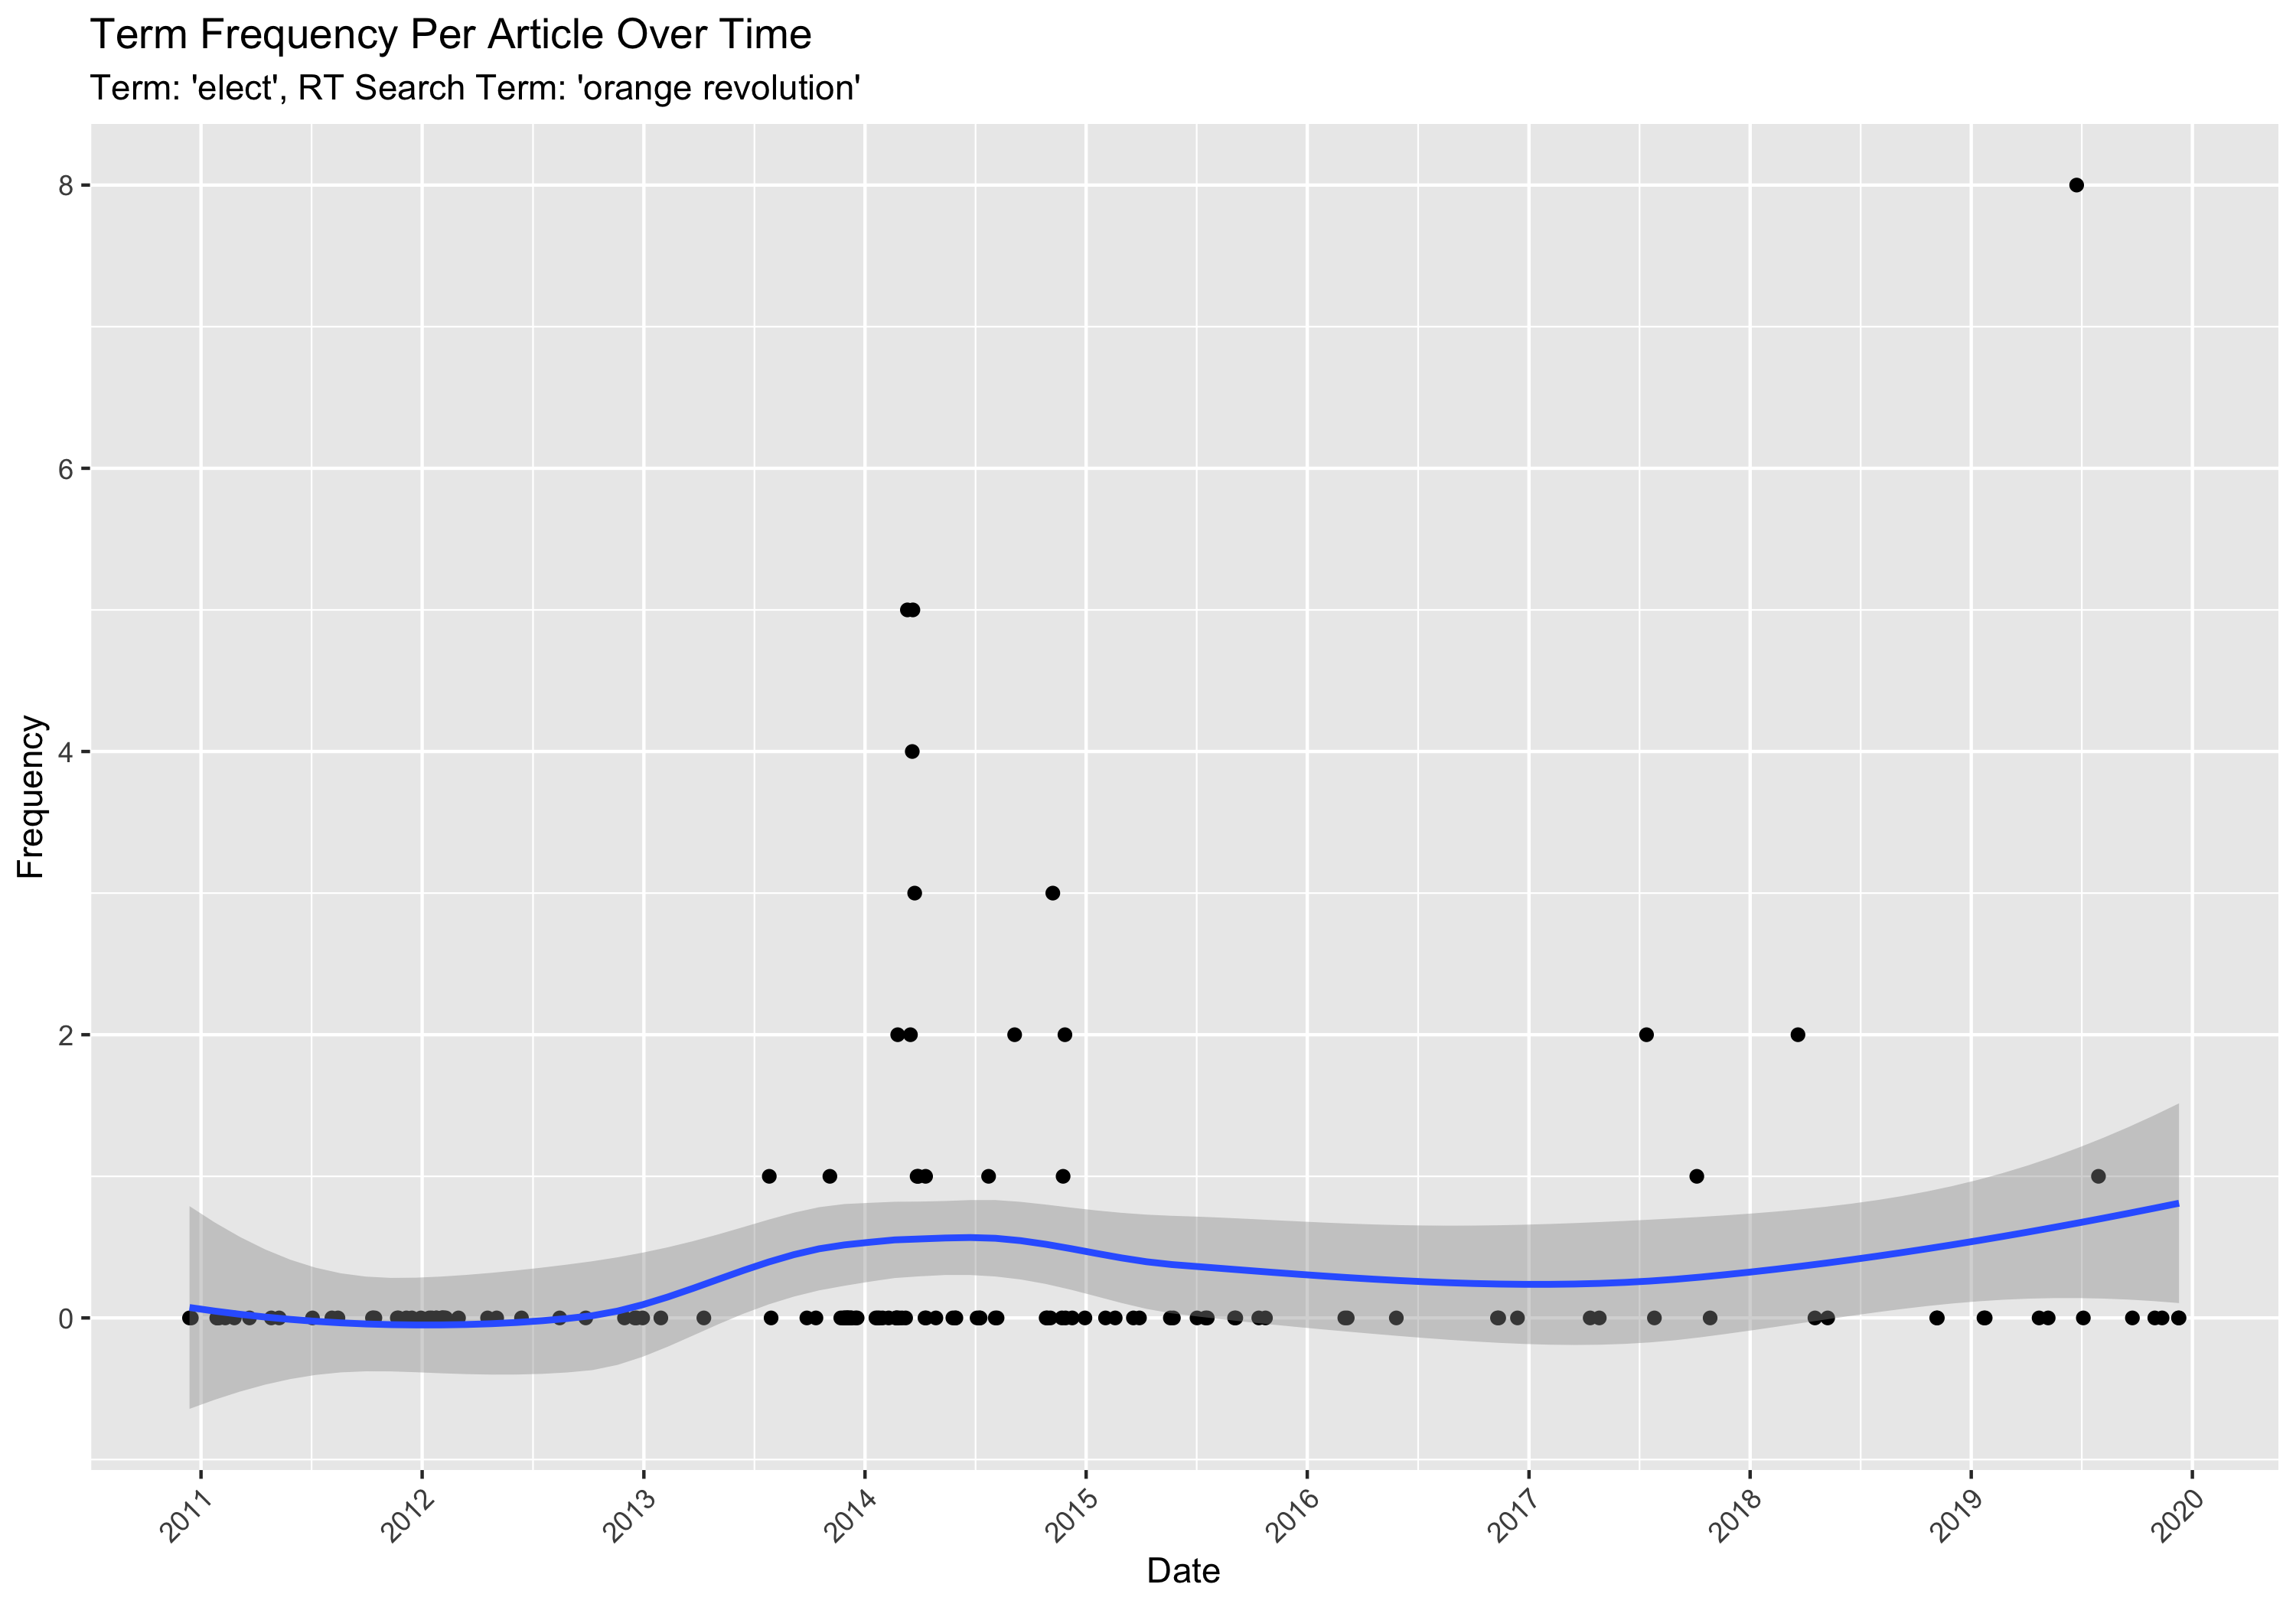 Term Frequency Per Article Over Time
Term: 'elect', RT Search Term: 'orange revolution'
8
6
4
2
0
Frequency
2011 2012 2013 2014 2015 2016 2017 2018 2019 2020
Date